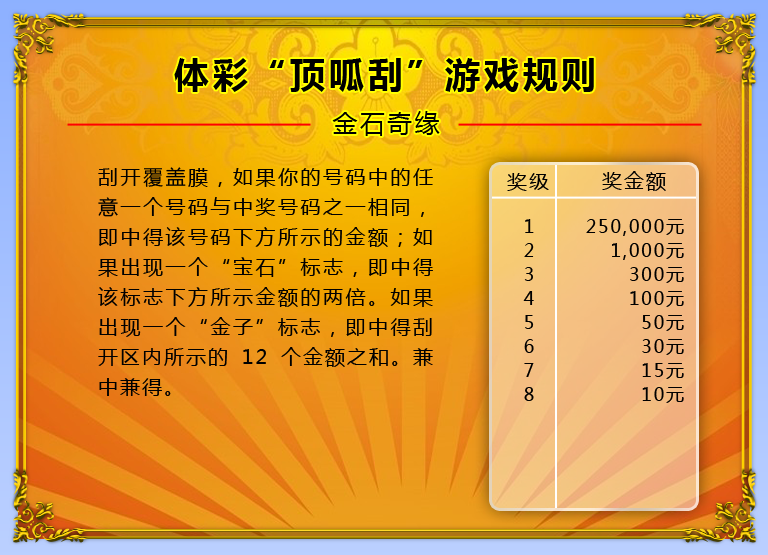 体彩“顶呱刮”游戏规则
金石奇缘
刮开覆盖膜，如果你的号码中的任
意一个号码与中奖号码之一相同，
即中得该号码下方所示的金额；如
果出现一个“宝石”标志，即中得
该标志下方所示金额的两倍。如果
出现一个“金子”标志，即中得刮
开区内所示的 12 个金额之和。兼
中兼得。
奖级 奖金额
1 250,000元
2 1,000元
3 300元
4 100元
5 50元
6 30元
7 15元
8 10元